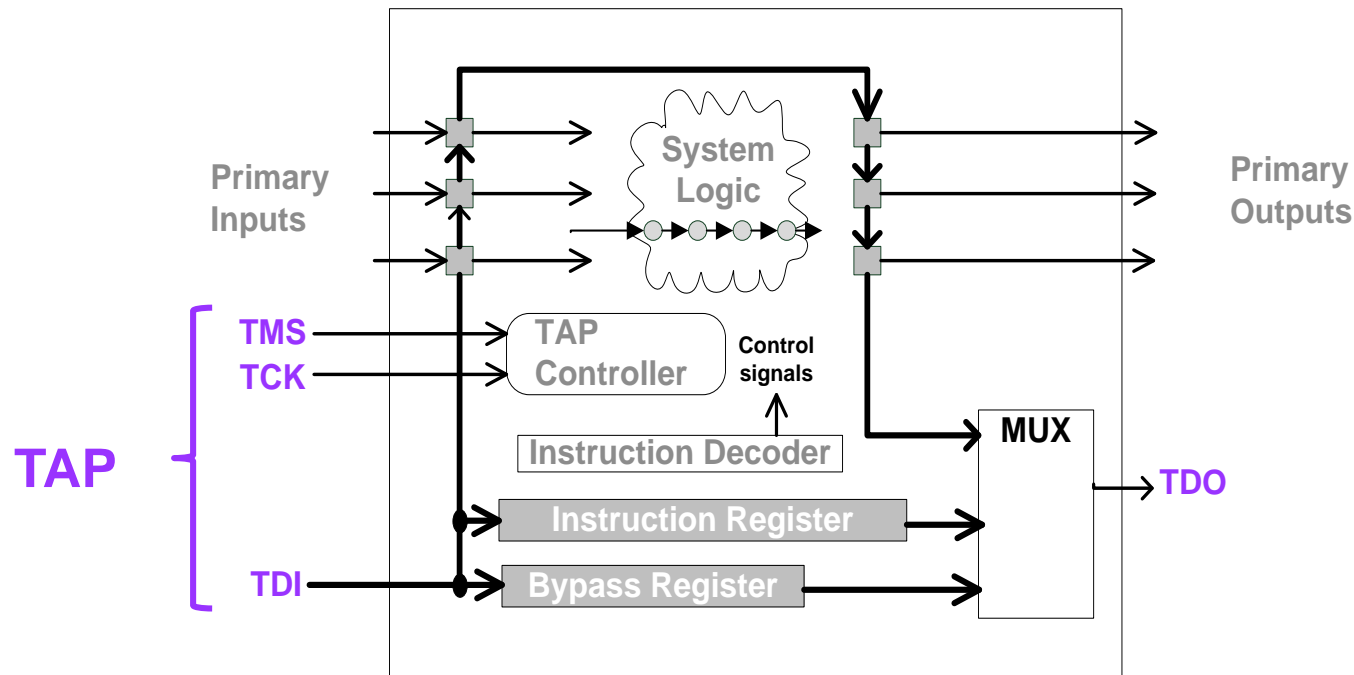 System
Logic
Primary
Inputs
Primary
Outputs
TMS
TCK
TAP
Controller
Control
signals
MUX
TAP
Instruction Decoder
TDO
Instruction Register
TDI
Bypass Register